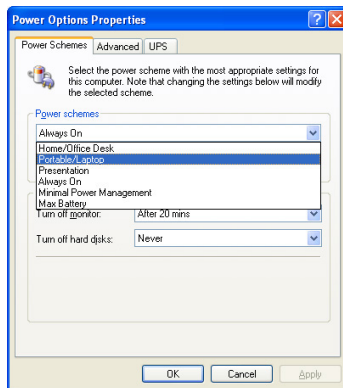 Power Options Properties
Power Schemes Advanced UPS
Select the power scheme with the most appropriate settings for
this computer. Note that changing the settings below will modify
the selected scheme.
Power schemes
Always On
Home/Office Desk
Portable/Laptop
Presentation
Always On
Minimal Power Management
Max Battery
Turn off monitor: After 20 mins
Turn off hard disks: Never
OK Cancel Apply